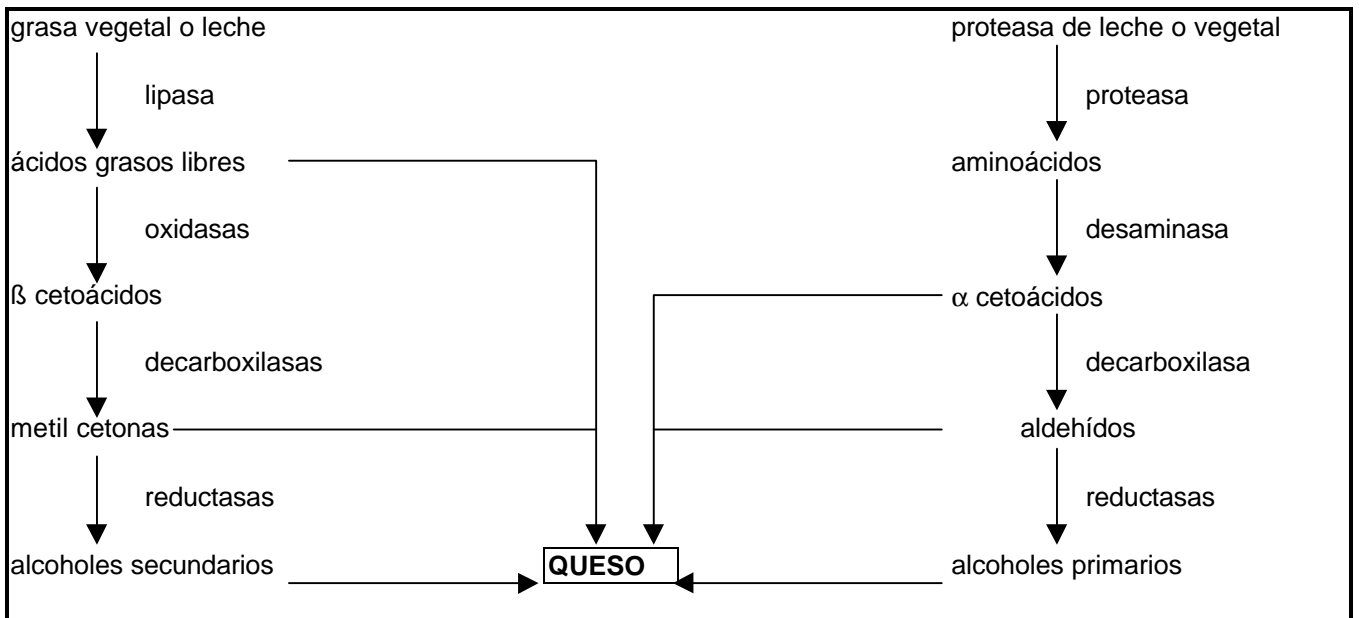 grasa vegetal o leche
proteasa de leche o vegetal
lipasa
proteasa
ácidos grasos libres
aminoácidos
oxidasas
desaminasa
ß cetoácidos
α cetoácidos
decarboxilasas
decarboxilasa
metil cetonas
aldehídos
reductasas
reductasas
alcoholes secundarios
QUESO
alcoholes primarios